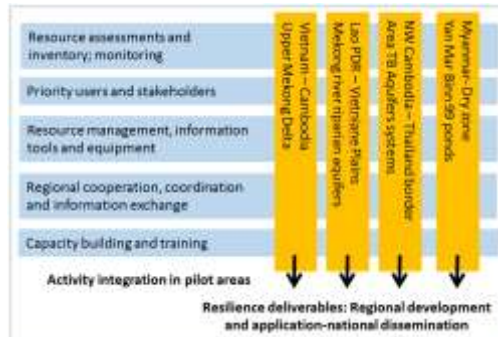 Resource assessments and
inventory; monitoring
Priority users and stakeholders
Resource management, information
tools and equipment
Regional cooperation, coordination
and information exchange
Capacity building and training
Vietnam – Cambodia
Upper Mekong Delta
Lao PDR – Vietniane Plains
Mekong river riparian aquifers
NW Cambodia – Thailand border
Area TB Aquifers systems
Myanmar- Dry zone
Yan Mar Binn 99 ponds
Activity integration in pilot areas
Resilience deliverables: Regional development
and application-national dissemination